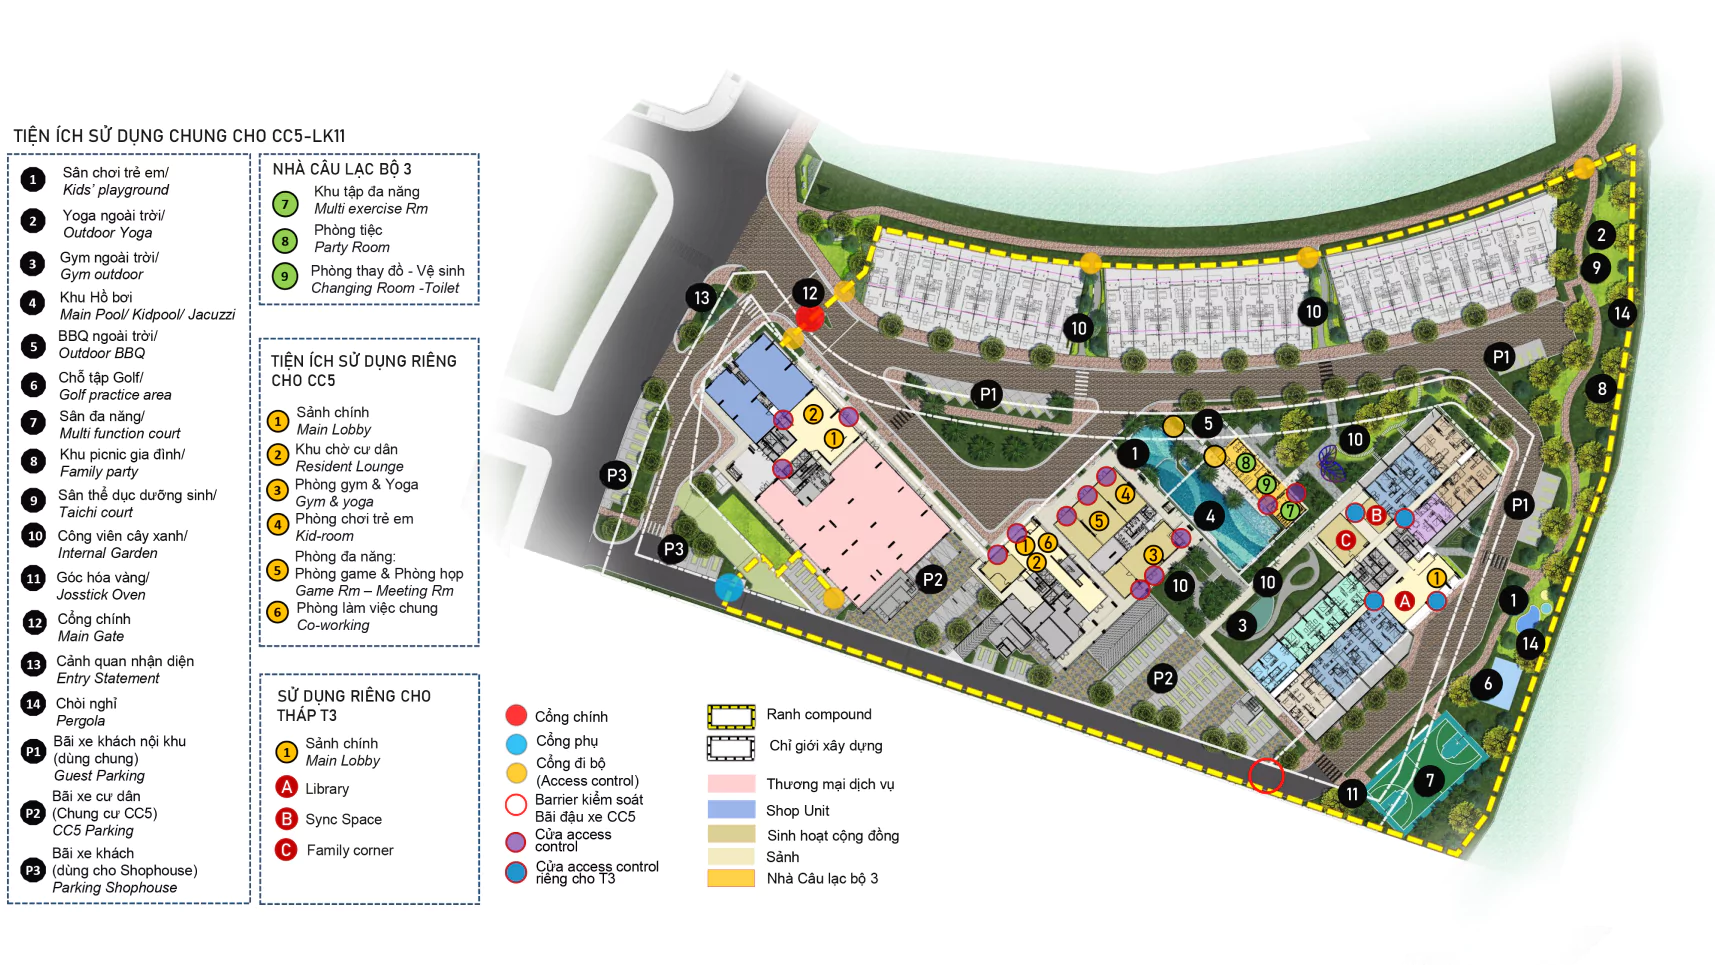 TIỆN ÍCH SỬ DỤNG CHUNG CHO CC5-LK11
1
Sân chơi trẻ em/
Kids' playground
2
Yoga ngoài trời/
Outdoor Yoga
3
Gym ngoài trời/
Gym outdoor
4
Khu Hồ bơi
Main Pool/ Kidpool/ Jacuzzi
5
BBQ ngoài trời/
Outdoor BBQ
6
Chỗ tập Golf/
Golf practice area
7
Sân đa năng/
Multi function court
8
Khu picnic gia đình/
Family party
9
Sân thể dục dưỡng sinh/
Taichi court
10
Công viên cây xanh/
Internal Garden
11
Góc hóa vàng/
Josstick Oven
12
Cổng chính
Main Gate
13
Cảnh quan nhận diện
Entry Statement
14
Chòi nghỉ
Pergola
P1
Bãi xe khách nội khu
(dùng chung)
Guest Parking
P2
Bãi xe cư dân
(Chung cư CC5)
CC5 Parking
P3
Bãi xe khách
(dùng cho Shophouse)
Parking Shophouse
NHÀ CÂU LẠC BỘ 3
7
Khu tập đa năng
Multi exercise Rm
8
Phòng tiệc
Party Room
9
Phòng thay đồ - Vệ sinh
Changing Room -Toilet
TIỆN ÍCH SỬ DỤNG RIÊNG
CHO CC5
1
Sảnh chính
Main Lobby
2
Khu chờ cư dân
Resident Lounge
3
Phòng gym & Yoga
Gym & yoga
4
Phòng chơi trẻ em
Kid-room
5
Phòng đa năng:
Phòng game & Phòng họp
Game Rm – Meeting Rm
6
Phòng làm việc chung
Co-working
SỬ DỤNG RIÊNG CHO
THÁP T3
1
Sảnh chính
Main Lobby
A
Library
B
Sync Space
C
Family corner
Cổng chính
Cổng phụ
Cổng đi bộ
(Access control)
Barrier kiểm soát
Bãi đậu xe CC5
Cửa access
control
Cửa access control
riêng cho T3
Ranh compound
Chỉ giới xây dựng
Thương mại dịch vụ
Shop Unit
Sinh hoạt cộng đồng
Sảnh
Nhà Câu lạc bộ 3
2
9
14
13
12
10
10
P1
8
P1
2
1
5
10
1
8
9
7
4
P3
4
5
P1
B
C
P3
1
6
2
3
P2
10
10
1
A
1
3
14
P2
6
7
11